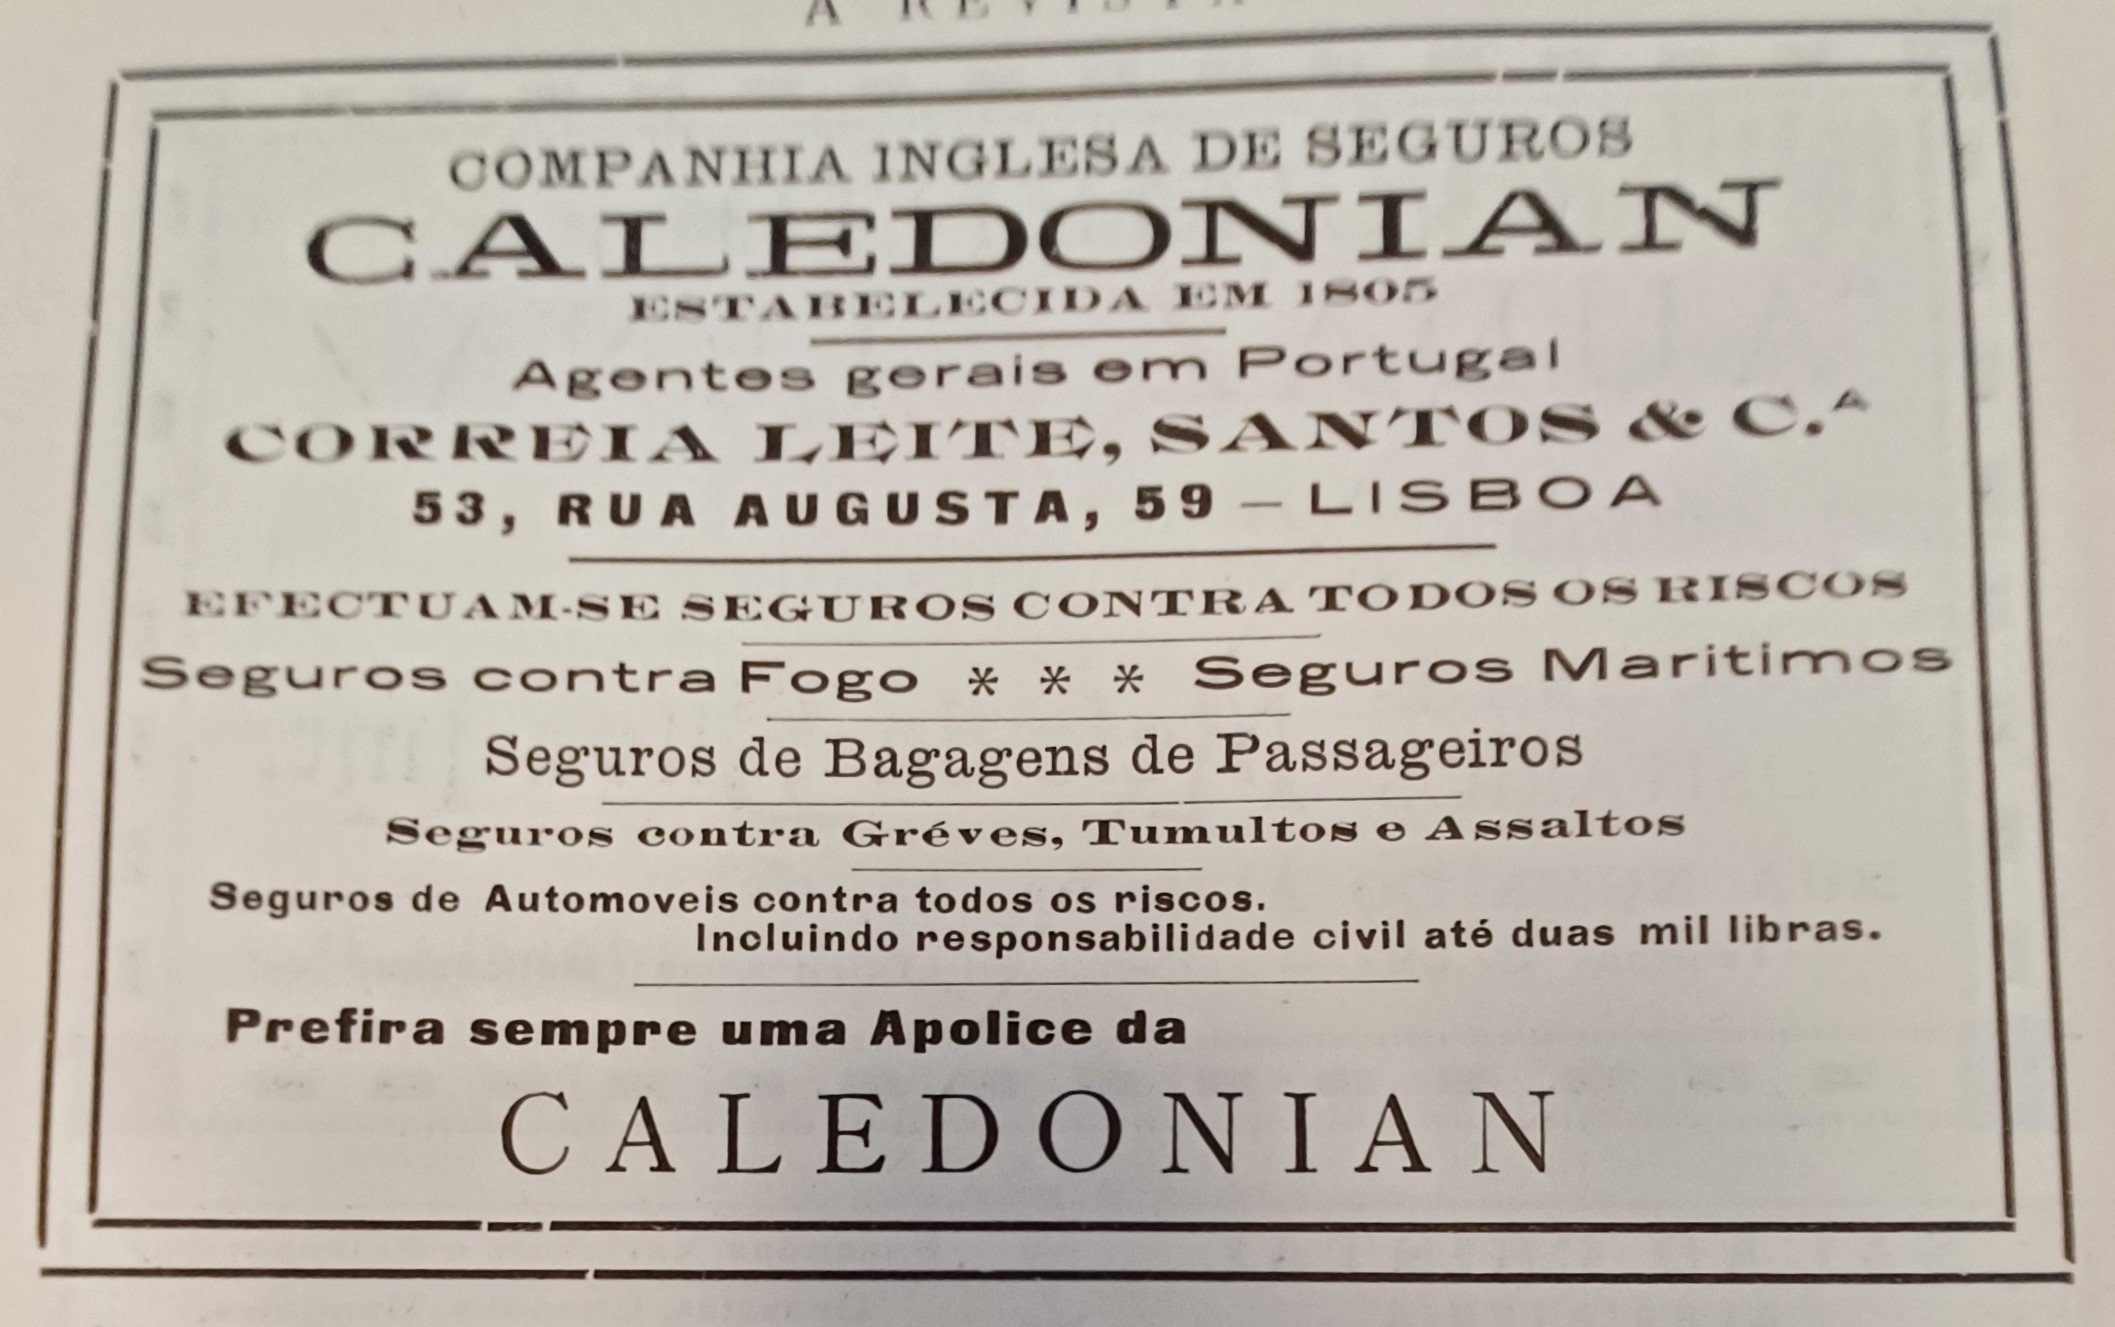 A REVISTA
COMPANHIA INGLESA DE SEGUROS
CALEDONIAN
ESTABELECIDA EM 1805
Agentes gerais em Portugal
CORREIA LEITE, SANTOS & C.ᴬ
53, RUA AUGUSTA, 59 — LISBOA
EFECTUAM-SE SEGUROS CONTRA TODOS OS RISCOS
Seguros contra Fogo * * * Seguros Maritimos
Seguros de Bagagens de Passageiros
Seguros contra Gréves, Tumultos e Assaltos
Seguros de Automoveis contra todos os riscos.
Incluindo responsabilidade civil até duas mil libras.
Prefira sempre uma Apolice da
CALEDONIAN